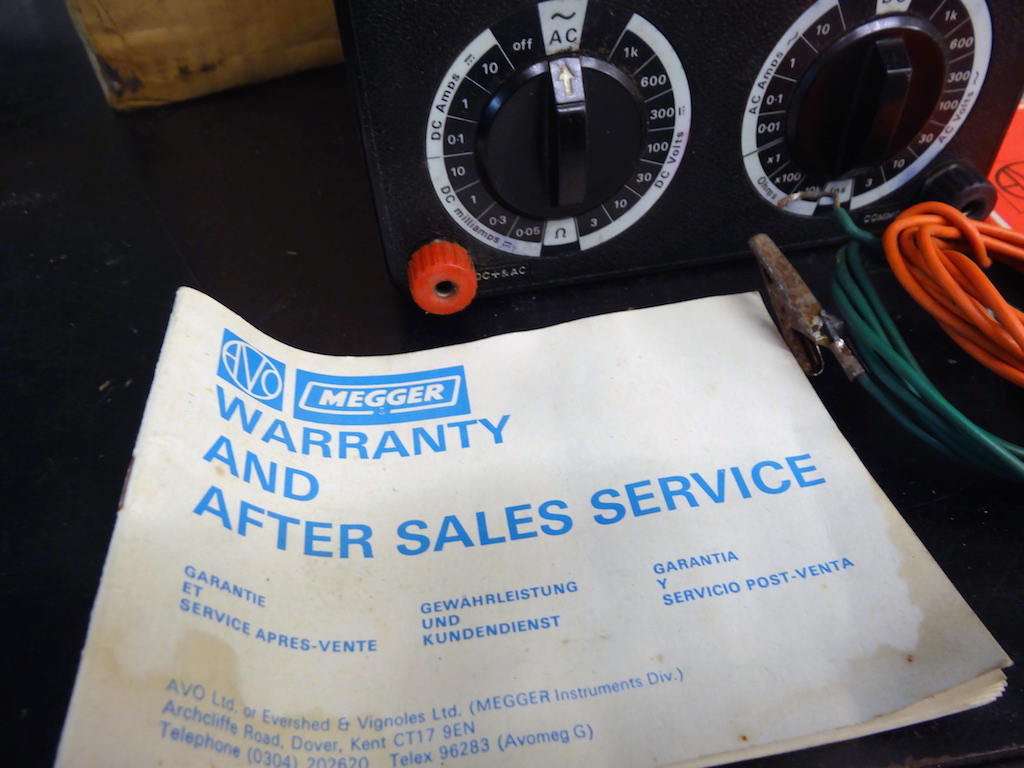 ~
AC
off
10
1
0·1
DC Amps
10
1
0·3
0·05
DC milliamps
Ω
1k
600
300
100
30
10
3
DC Volts
DC+&AC
DC
10
1
0·1
0·01
AC Amps ~
x1
x100
Ohms
1k
600
300
100
30
10
3
AC Volts ~
AVO
MEGGER
WARRANTY
AND
AFTER SALES SERVICE
GARANTIE
ET
SERVICE APRES-VENTE
GEWÄHRLEISTUNG
UND
KUNDENDIENST
GARANTIA
Y
SERVICIO POST-VENTA
AVO Ltd. or Evershed & Vignoles Ltd. (MEGGER Instruments Div.)
Archcliffe Road, Dover, Kent CT17 9EN
Telephone (0304) 202620 Telex 96283 (Avomeg G)